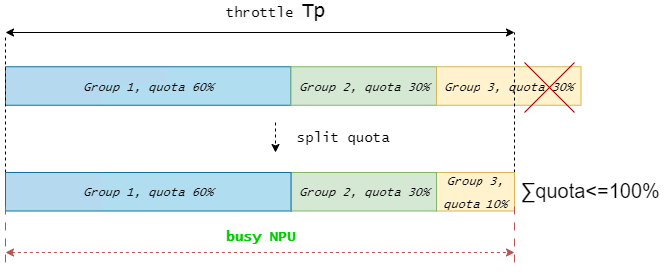 throttle Tp
Group 1, quota 60% Group 2, quota 30% Group 3, quota 30%
split quota
Group 1, quota 60% Group 2, quota 30% Group 3,
quota 10%
∑quota<=100%
busy NPU